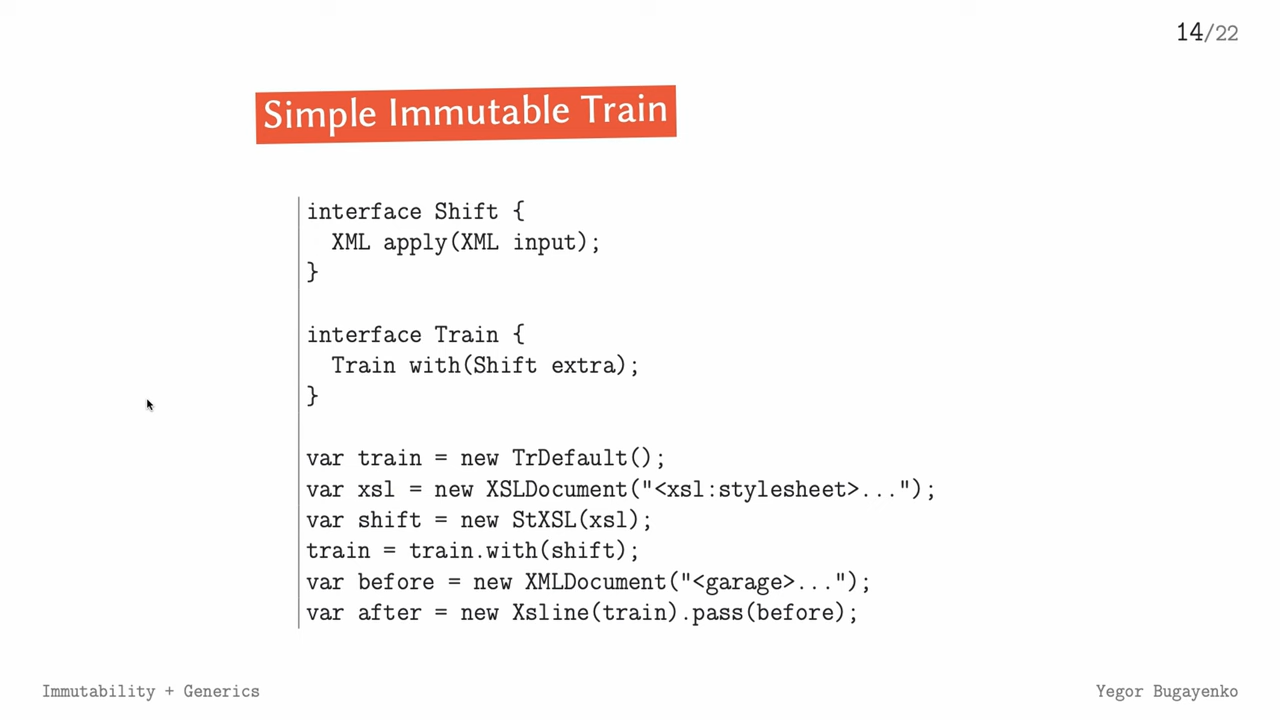 14/22
Simple Immutable Train
interface Shift {
  XML apply(XML input);
}
interface Train {
  Train with(Shift extra);
}
var train = new TrDefault();
var xsl = new XSLDocument("<xsl:stylesheet>...");
var shift = new StXSL(xsl);
train = train.with(shift);
var before = new XMLDocument("<garage>...");
var after = new Xsline(train).pass(before);
Immutability + Generics
Yegor Bugayenko